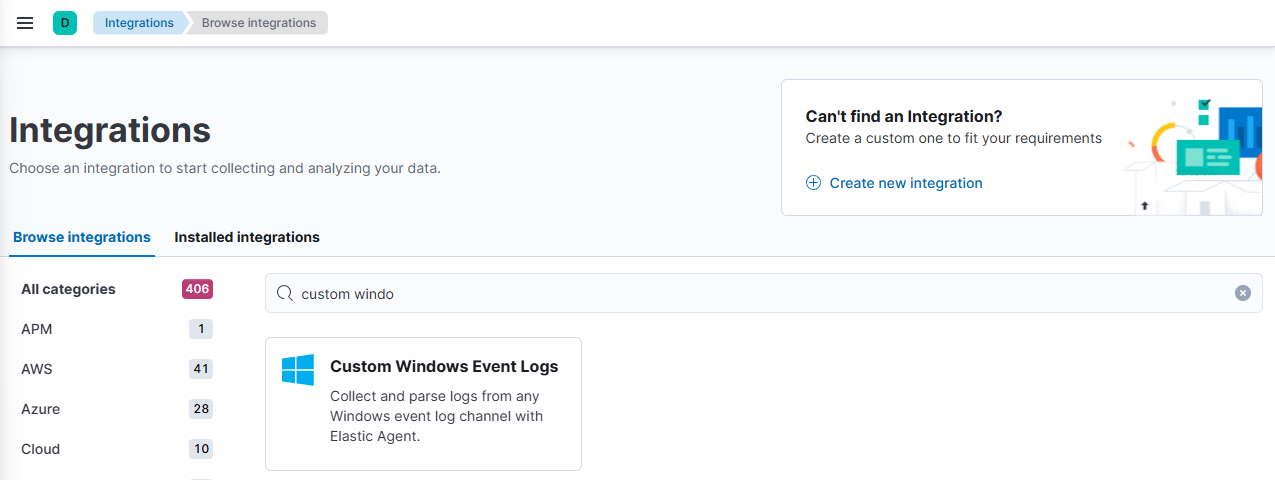 D
Integrations
Browse integrations
Can't find an Integration?
Create a custom one to fit your requirements
Create new integration
Integrations
Choose an integration to start collecting and analyzing your data.
Browse integrations
Installed integrations
All categories 406
APM 1
AWS 41
Azure 28
Cloud 10
custom windo
Custom Windows Event Logs
Collect and parse logs from any
Windows event log channel with
Elastic Agent.